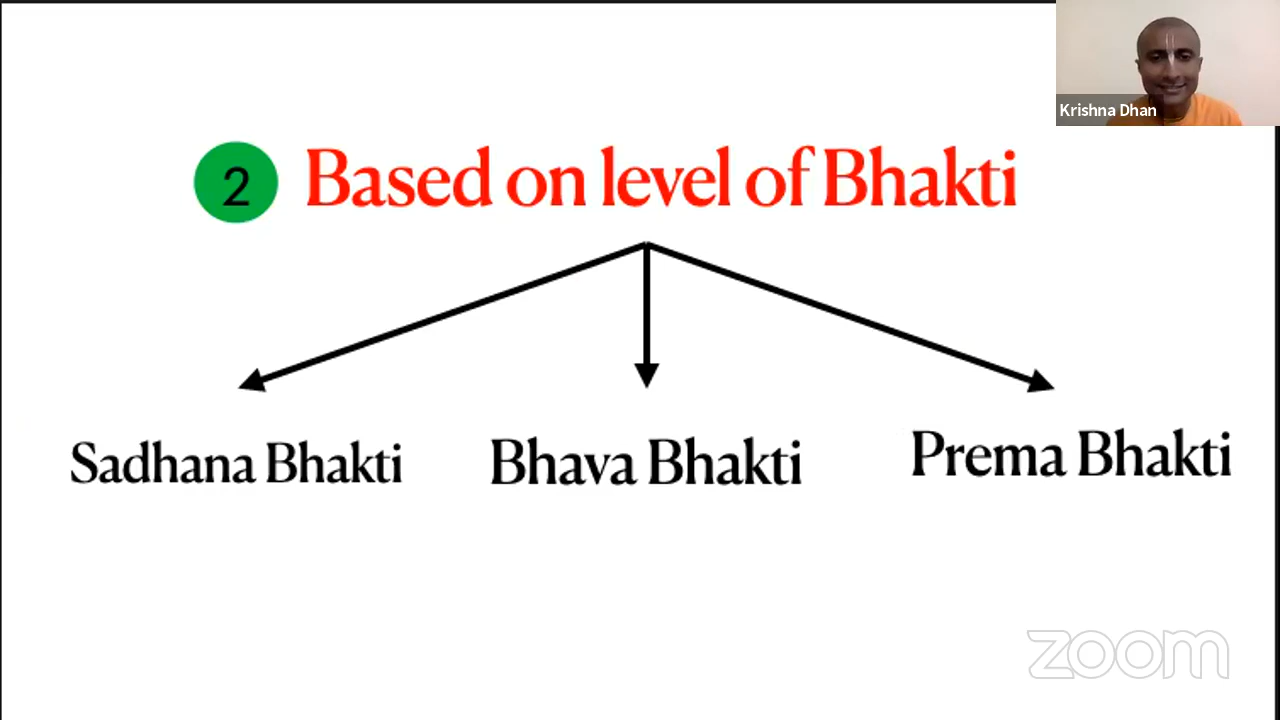 Krishna Dhan
2 Based on level of Bhakti
Sadhana Bhakti Bhava Bhakti Prema Bhakti
zoom